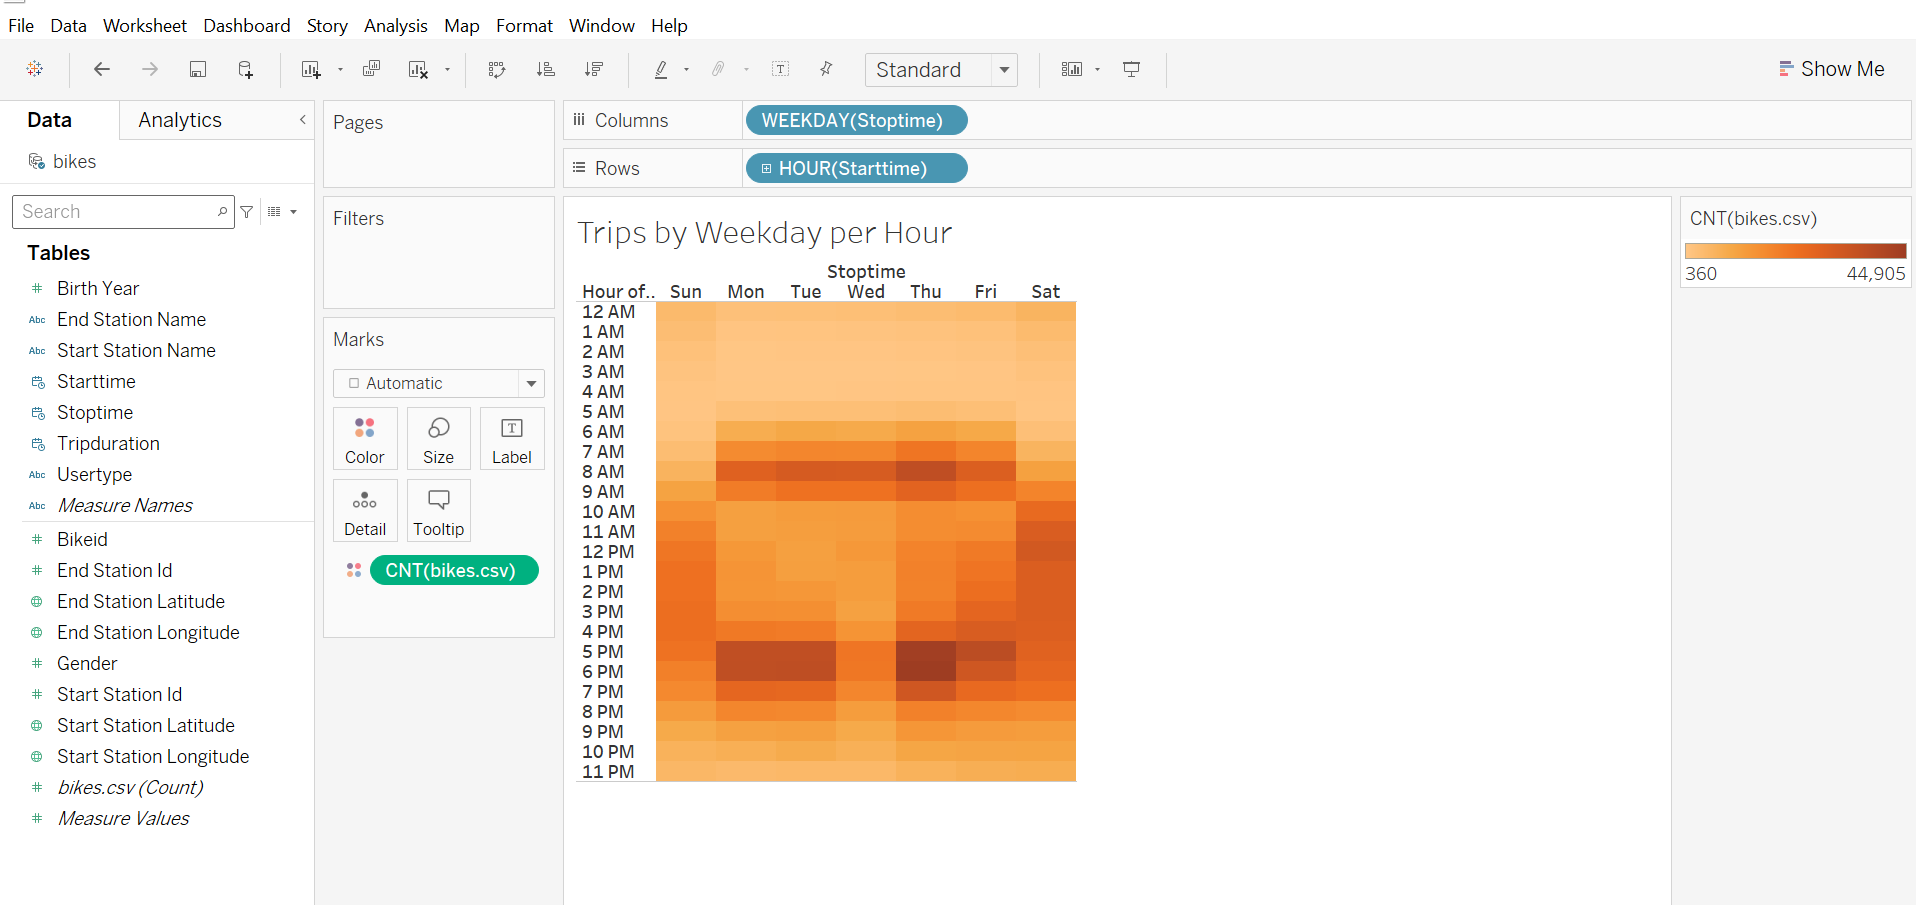 File Data Worksheet Dashboard Story Analysis Map Format Window Help
Standard
Show Me
Data Analytics
bikes
Search
Tables
Birth Year
Abc End Station Name
Abc Start Station Name
Starttime
Stoptime
Tripduration
Abc Usertype
Abc Measure Names
Bikeid
End Station Id
End Station Latitude
End Station Longitude
Gender
Start Station Id
Start Station Latitude
Start Station Longitude
bikes.csv (Count)
Measure Values
Pages
Filters
Marks
Automatic
Color Size Label
Detail Tooltip
CNT(bikes.csv)
Columns WEEKDAY(Stoptime)
Rows HOUR(Starttime)
Trips by Weekday per Hour
Stoptime
Hour of.. Sun Mon Tue Wed Thu Fri Sat
12 AM
1 AM
2 AM
3 AM
4 AM
5 AM
6 AM
7 AM
8 AM
9 AM
10 AM
11 AM
12 PM
1 PM
2 PM
3 PM
4 PM
5 PM
6 PM
7 PM
8 PM
9 PM
10 PM
11 PM
CNT(bikes.csv)
360 44,905